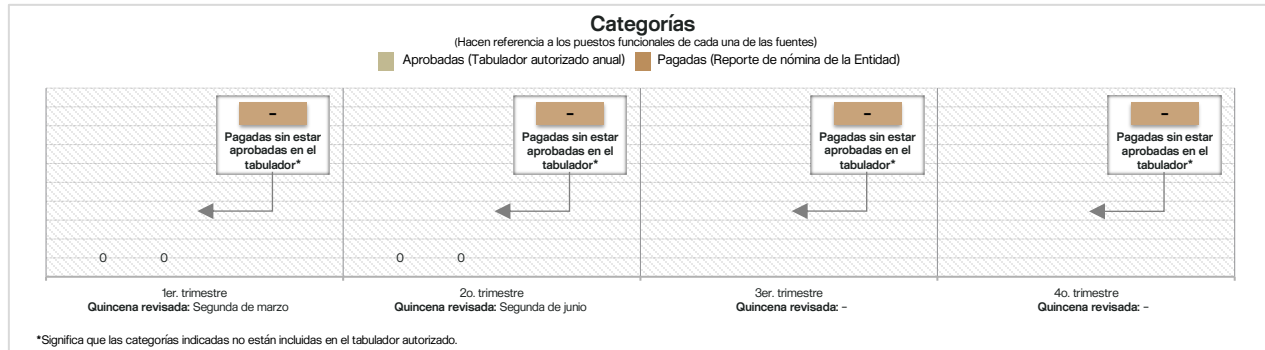 Categorías
(Hacen referencia a los puestos funcionales de cada una de las fuentes)
Aprobadas (Tabulador autorizado anual) Pagadas (Reporte de nómina de la Entidad)
– – – –
Pagadas sin estar aprobadas en el tabulador*
Pagadas sin estar aprobadas en el tabulador*
Pagadas sin estar aprobadas en el tabulador*
Pagadas sin estar aprobadas en el tabulador*
0 0 0 0
1er. trimestre
Quincena revisada: Segunda de marzo
2o. trimestre
Quincena revisada: Segunda de junio
3er. trimestre
Quincena revisada: –
4o. trimestre
Quincena revisada: –
*Significa que las categorías indicadas no están incluidas en el tabulador autorizado.